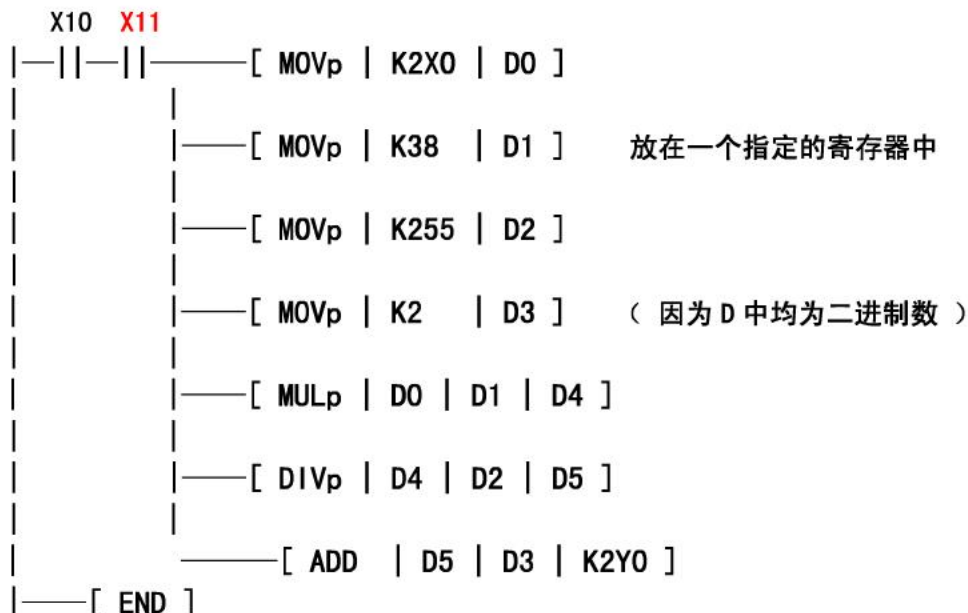 X10 X11
|—||—||————[ MOVp | K2X0 | D0 ]
|——[ MOVp | K38 | D1 ] 放在一个指定的寄存器中
|——[ MOVp | K255 | D2 ]
|——[ MOVp | K2 | D3 ] （ 因为 D 中均为二进制数 ）
|——[ MULp | D0 | D1 | D4 ]
|——[ DIVp | D4 | D2 | D5 ]
———[ ADD | D5 | D3 | K2Y0 ]
|——[ END ]